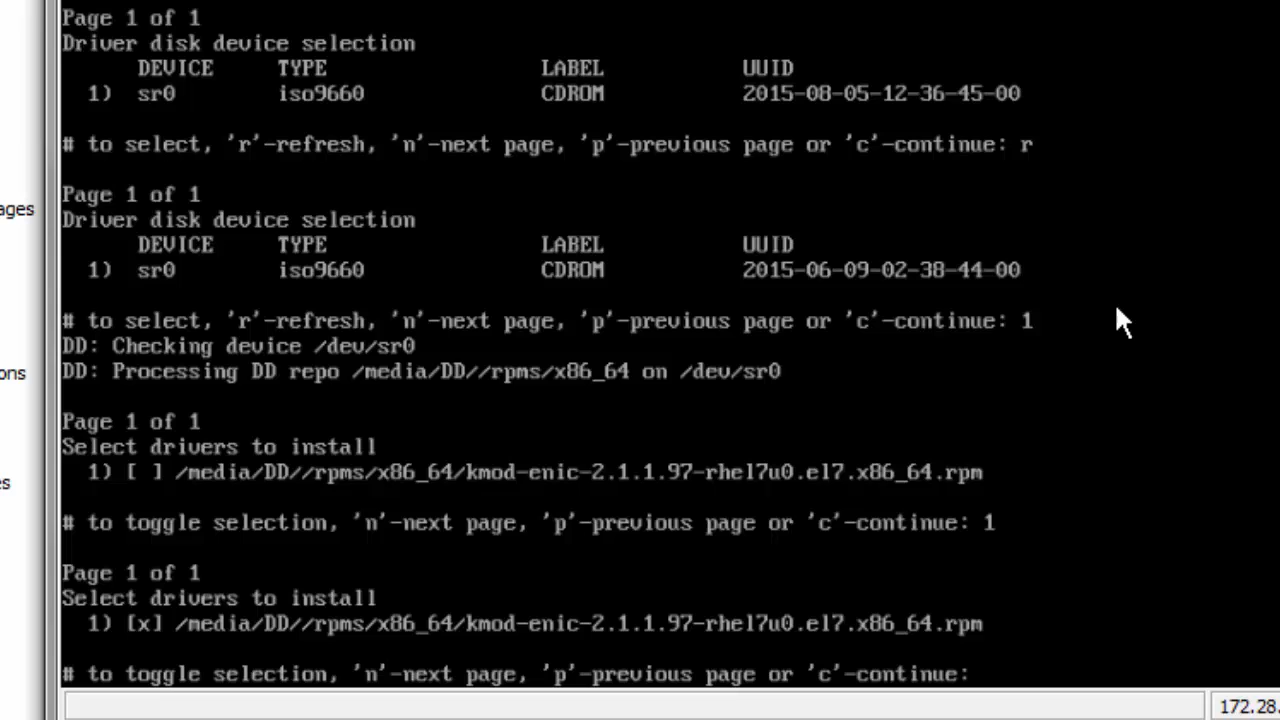 Page 1 of 1
Driver disk device selection
DEVICE TYPE LABEL UUID
1) sr0 iso9660 CDROM 2015-08-05-12-36-45-00
# to select, 'r'-refresh, 'n'-next page, 'p'-previous page or 'c'-continue: r
Page 1 of 1
Driver disk device selection
DEVICE TYPE LABEL UUID
1) sr0 iso9660 CDROM 2015-06-09-02-38-44-00
# to select, 'r'-refresh, 'n'-next page, 'p'-previous page or 'c'-continue: 1
DD: Checking device /dev/sr0
DD: Processing DD repo /media/DD//rpms/x86_64 on /dev/sr0
Page 1 of 1
Select drivers to install
1) [ ] /media/DD//rpms/x86_64/kmod-enic-2.1.1.97-rhel7u0.el7.x86_64.rpm
# to toggle selection, 'n'-next page, 'p'-previous page or 'c'-continue: 1
Page 1 of 1
Select drivers to install
1) [x] /media/DD//rpms/x86_64/kmod-enic-2.1.1.97-rhel7u0.el7.x86_64.rpm
# to toggle selection, 'n'-next page, 'p'-previous page or 'c'-continue:
ages
ons
es
172.28.